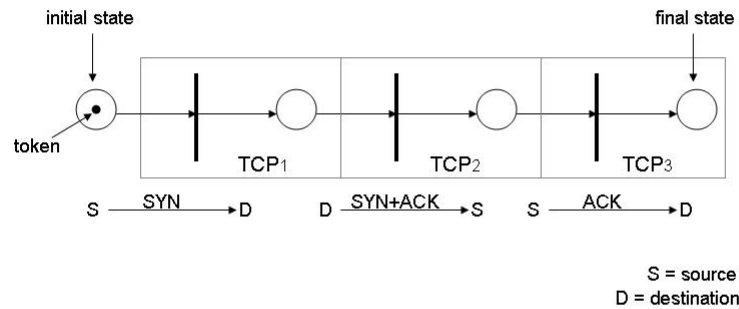 initial state
final state
token
TCP1
TCP2
TCP3
S SYN D
D SYN+ACK S
S ACK D
S = source
D = destination